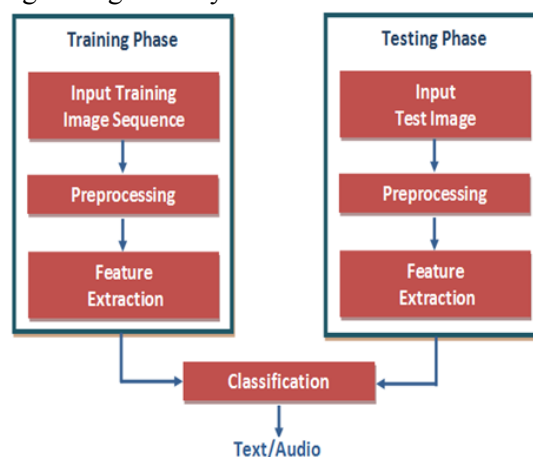 Training Phase
Input Training
Image Sequence
Preprocessing
Feature
Extraction
Testing Phase
Input
Test Image
Preprocessing
Feature
Extraction
Classification
Text/Audio